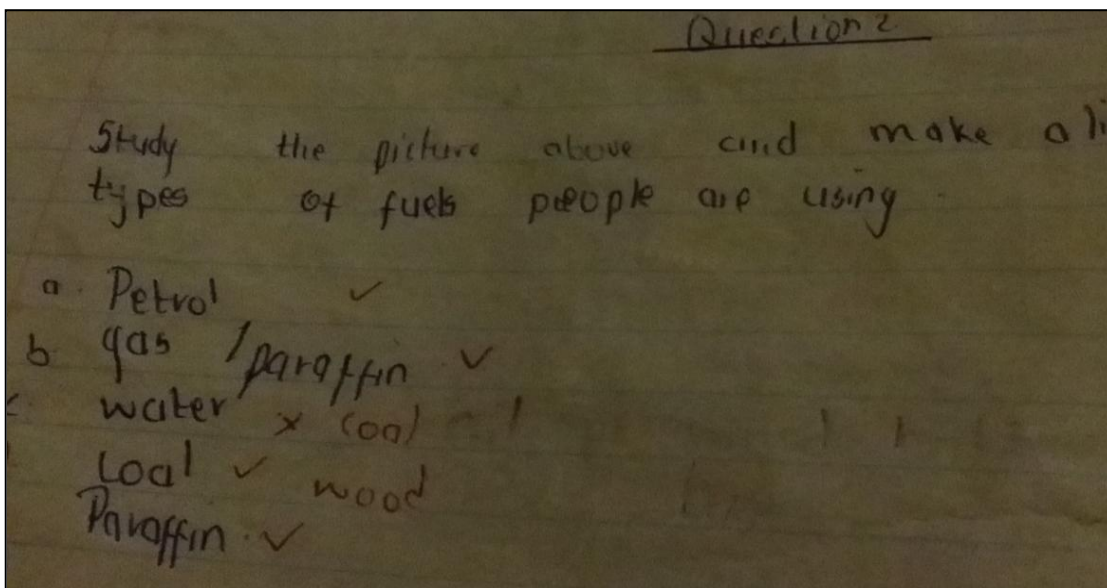 Question 2
Study the picture above and make a li
types of fuels people are using.
a. Petrol ✓
b. gas / paraffin ✓
c. water x coal
Coal ✓ wood
Paraffin. ✓